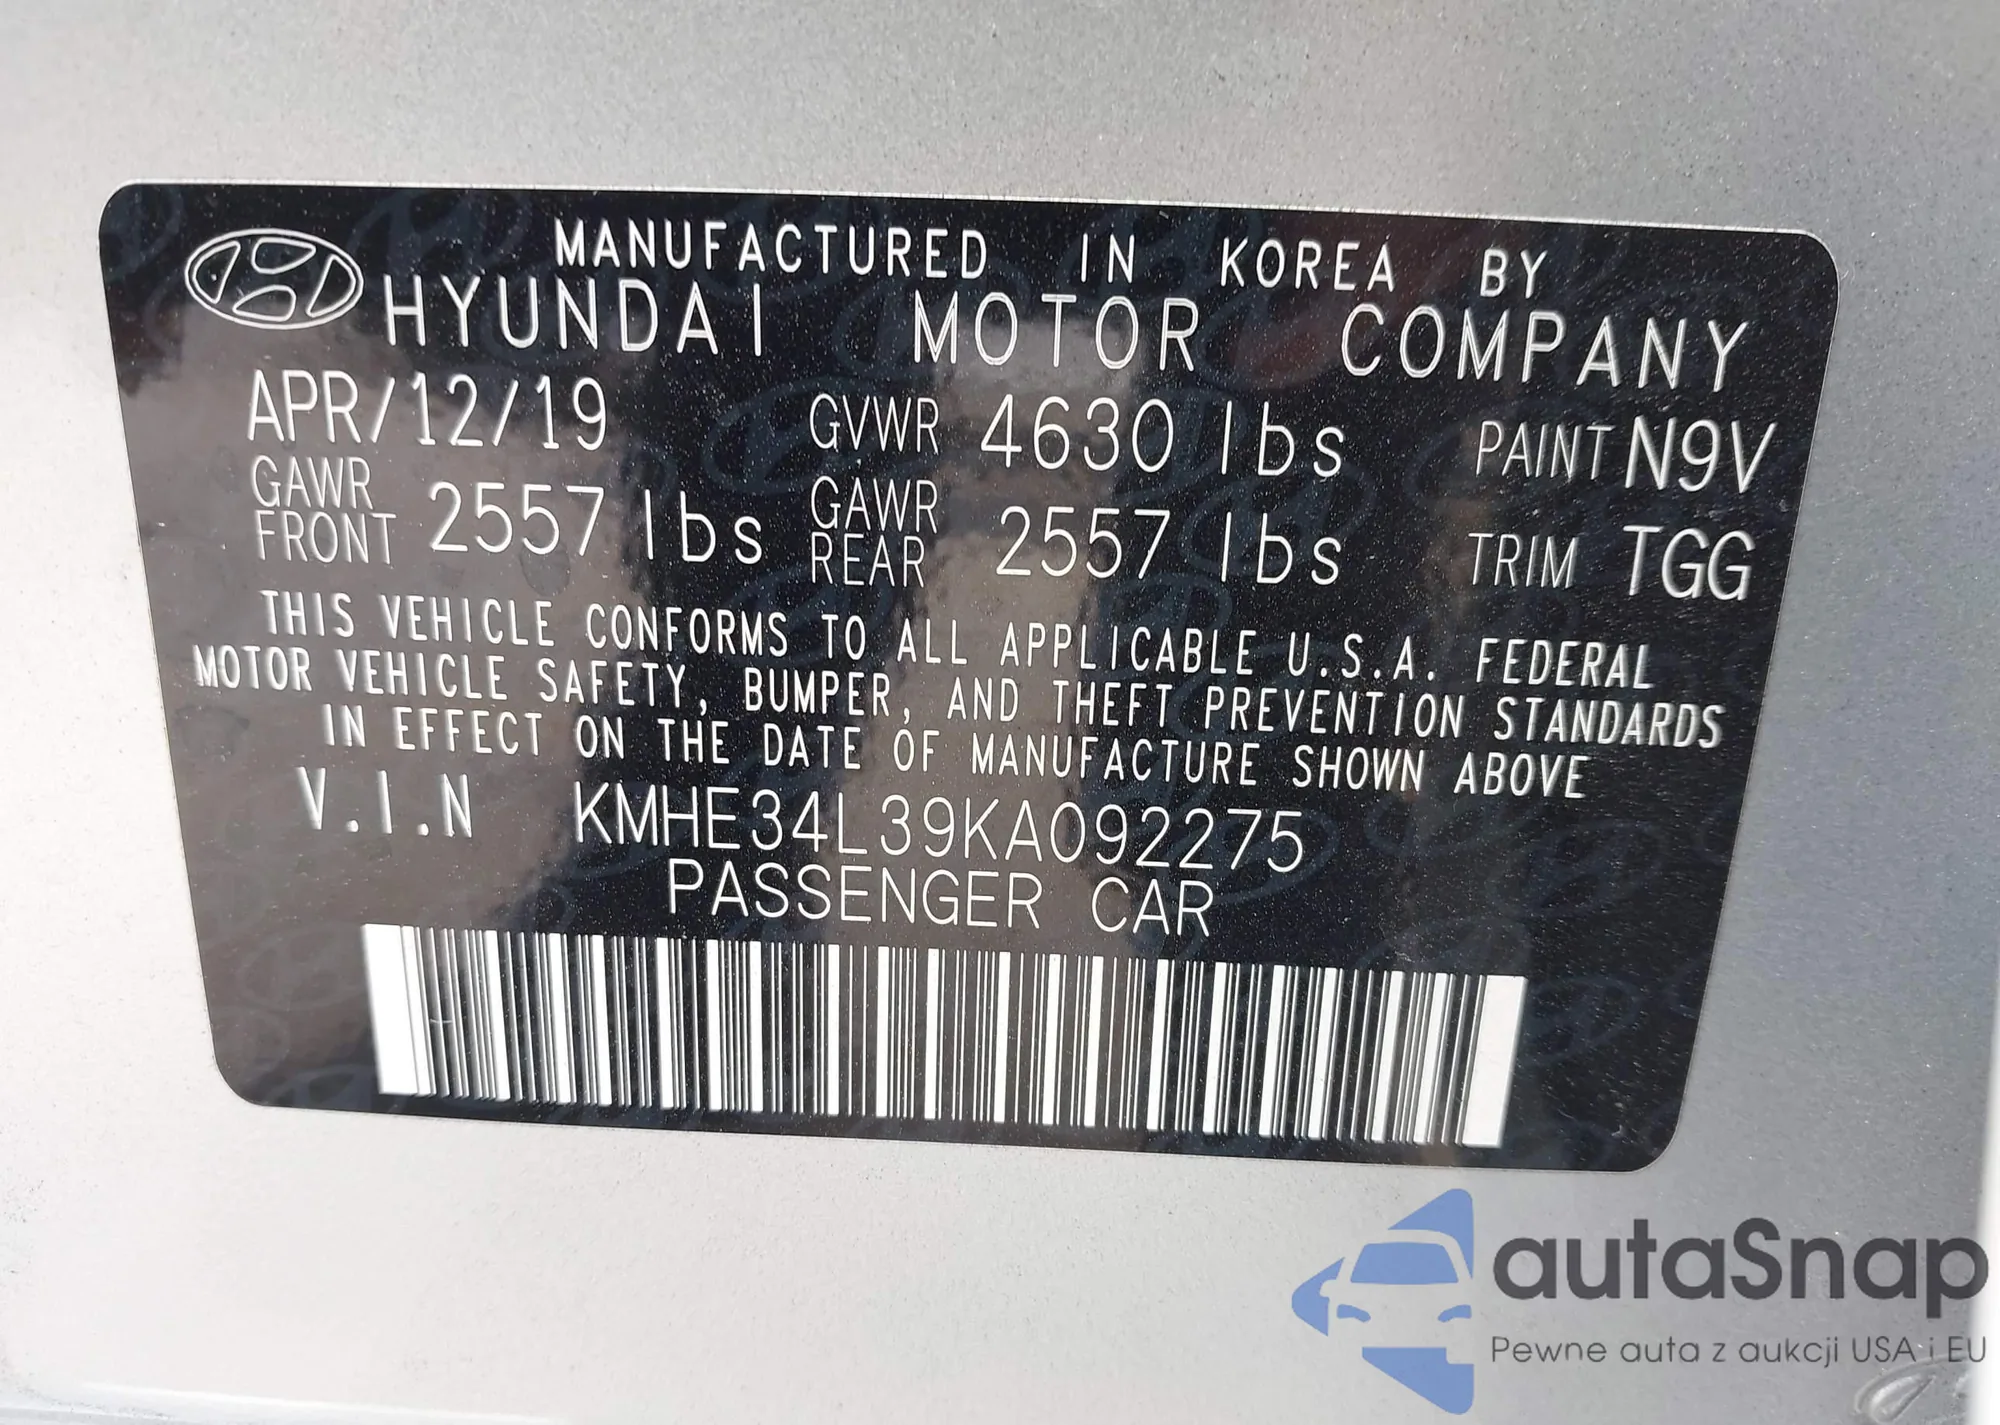 MANUFACTURED IN KOREA BY
HYUNDAI MOTOR COMPANY
APR/12/19 GVWR 4630 lbs PAINT N9V
GAWR FRONT 2557 lbs GAWR REAR 2557 lbs TRIM TGG
THIS VEHICLE CONFORMS TO ALL APPLICABLE U.S.A. FEDERAL
MOTOR VEHICLE SAFETY, BUMPER, AND THEFT PREVENTION STANDARDS
IN EFFECT ON THE DATE OF MANUFACTURE SHOWN ABOVE
V.I.N KMHE34L39KA092275
PASSENGER CAR
autaSnap
Pewne auta z aukcji USA i EU